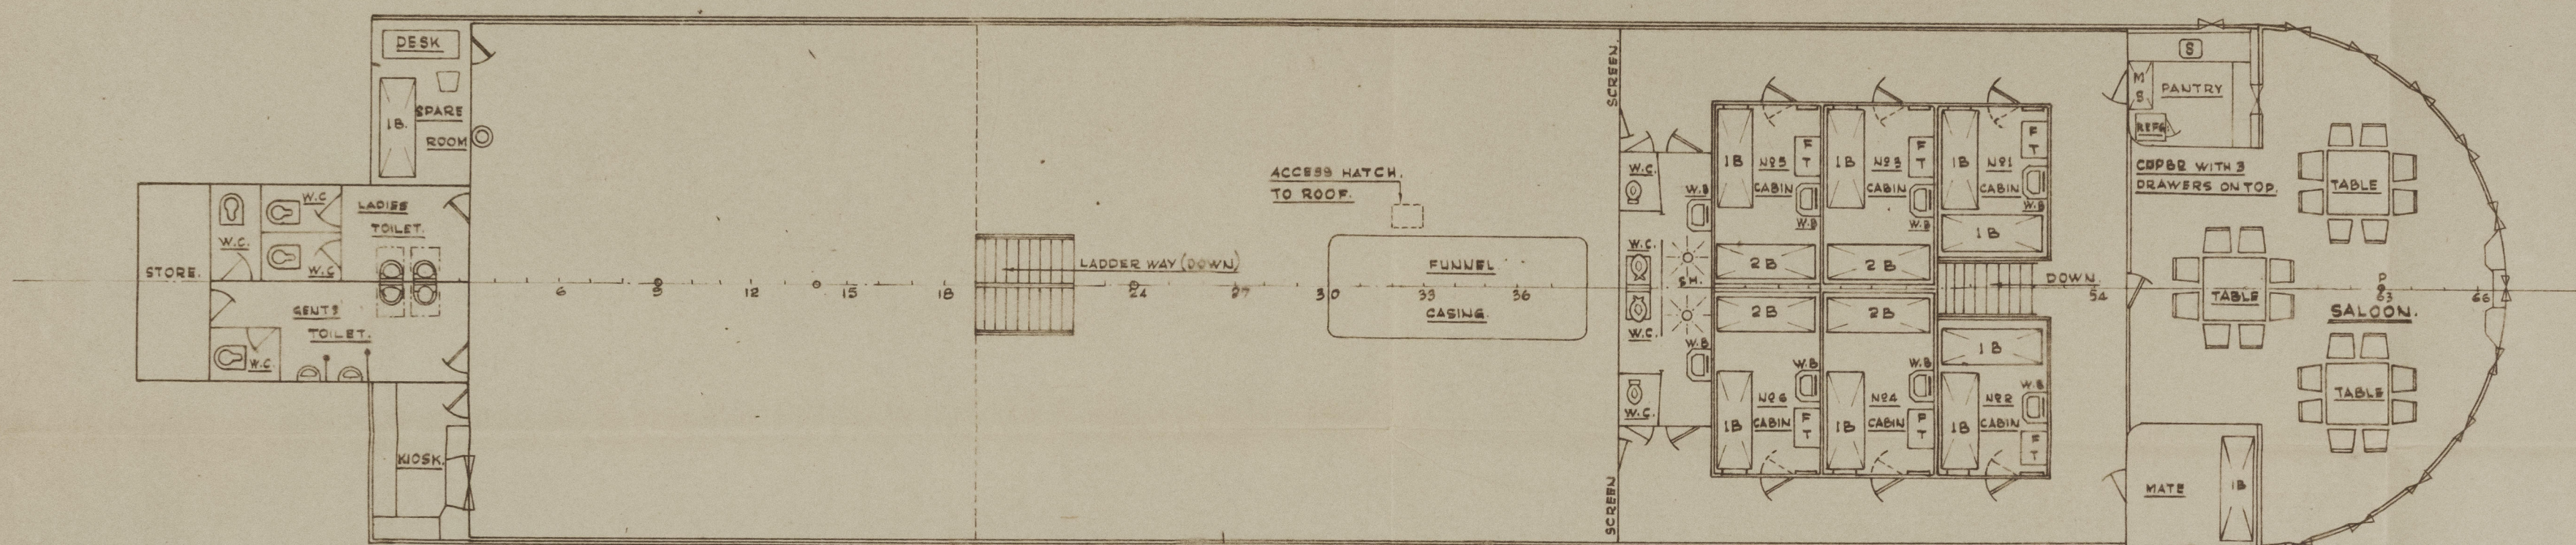 DESK
1B.
SPARE
ROOM
W.C
W.C.
W.C
LADIES
TOILET.
STORE.
GENTS
TOILET.
W.C.
KIOSK.
6
9
12
15
18
LADDER WAY (DOWN)
24
27
ACCESS HATCH.
TO ROOF.
30
33
36
FUNNEL
CASING.
SCREEN.
SCREEN
W.C.
W.C.
W.C.
W.C.
SH.
W.B
W.B
1B
Nº5
CABIN
F
T
W.B
2B
1B
Nº3
CABIN
F
T
W.B
2B
1B
Nº1
CABIN
F
T
W.B
1B
2B
W.B
Nº6
CABIN
1B
F
T
2B
W.B
Nº4
CABIN
1B
F
T
1B
W.B
Nº2
CABIN
1B
F
T
DOWN.
54
S
M
S.
PANTRY
REFG
CUPBR WITH 3
DRAWERS ON TOP.
TABLE
TABLE
TABLE
P
63
66
SALOON.
MATE
1B